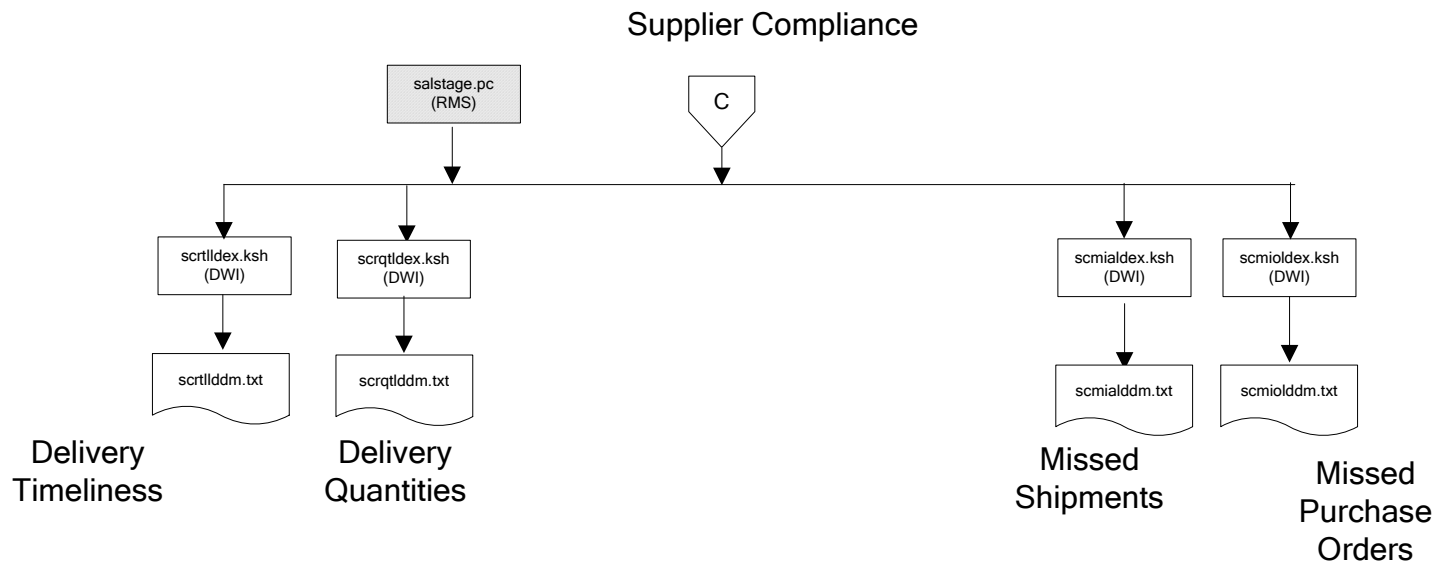 Supplier Compliance
salstage.pc
(RMS)
C
scrtlldex.ksh
(DWI)
scrqtldex.ksh
(DWI)
scmialdex.ksh
(DWI)
scmioldex.ksh
(DWI)
scrtllddm.txt
scrqtlddm.txt
scmialddm.txt
scmiolddm.txt
Delivery
Timeliness
Delivery
Quantities
Missed
Shipments
Missed
Purchase
Orders